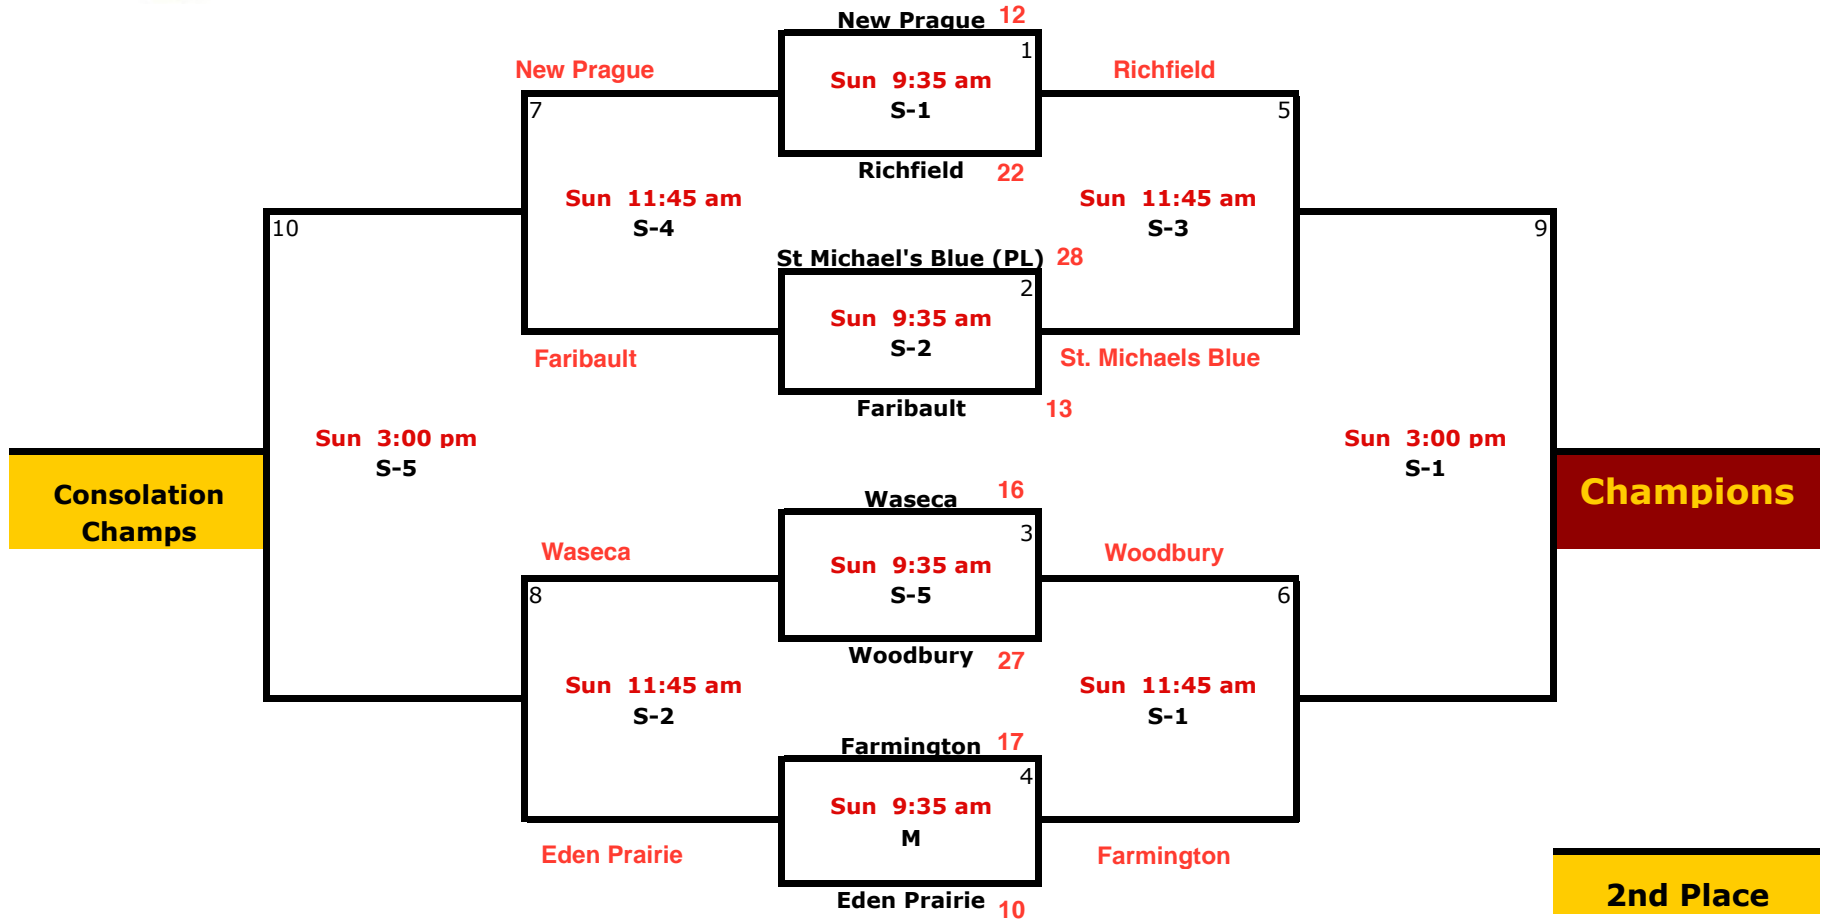 New Prague 12
1
New Prague
Sun 9:35 am
Richfield
7
S-1
5
Richfield 22
Sun 11:45 am
Sun 11:45 am
10
S-4
S-3
9
St Michael's Blue (PL) 28
2
Sun 9:35 am
S-2
Faribault
St. Michaels Blue
Faribault 13
Sun 3:00 pm
Sun 3:00 pm
S-5
S-1
Consolation
Champs
Champions
Waseca 16
3
Waseca
Sun 9:35 am
Woodbury
8
S-5
6
Woodbury 27
Sun 11:45 am
Sun 11:45 am
S-2
S-1
Farmington 17
4
Sun 9:35 am
M
Eden Prairie
Farmington
Eden Prairie 10
2nd Place